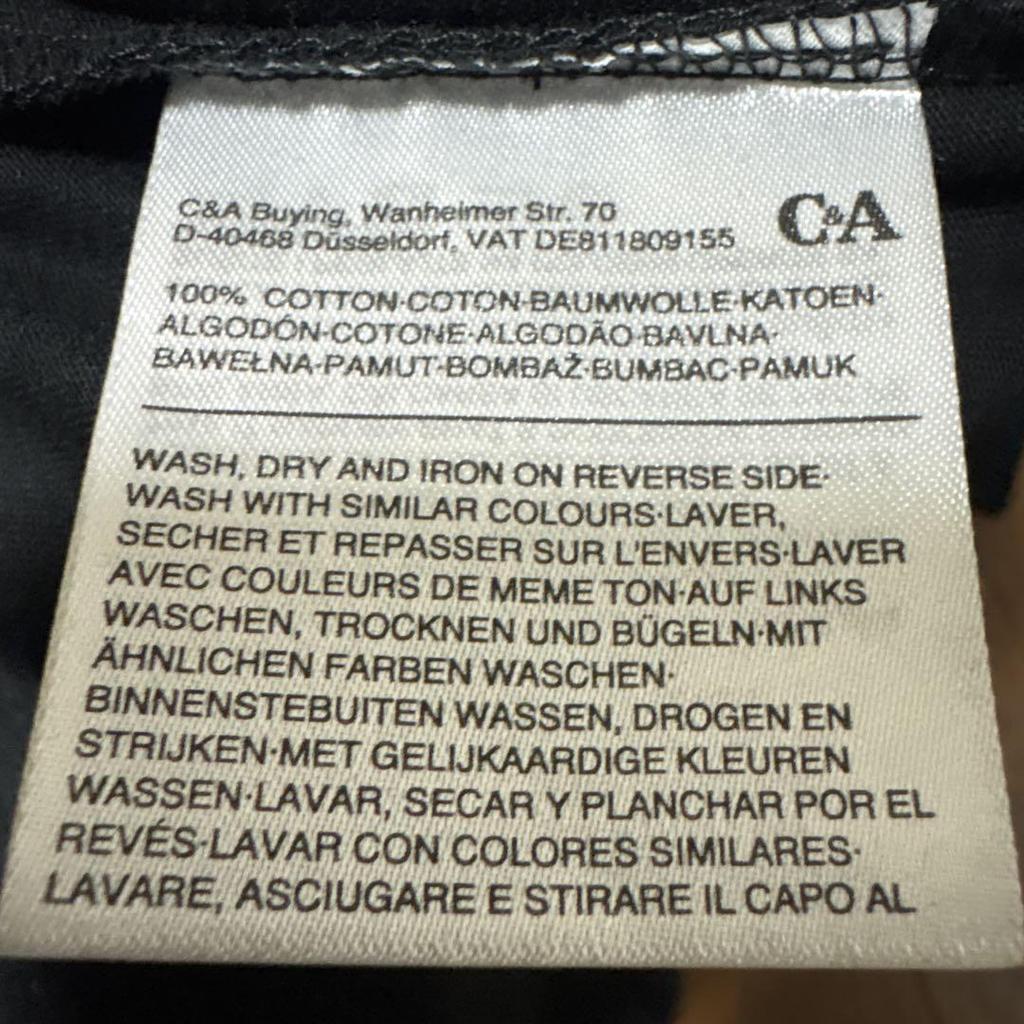 C&A Buying, Wanheimer Str. 70
D-40468 Düsseldorf, VAT DE811809155
C&A
100% COTTON·COTON·BAUMWOLLE·KATOEN·
ALGODÓN·COTONE·ALGODÃO·BAVLNA·
BAWEŁNA·PAMUT·BOMBAŽ·BUMBAC·PAMUK
WASH, DRY AND IRON ON REVERSE SIDE·
WASH WITH SIMILAR COLOURS·LAVER,
SECHER ET REPASSER SUR L'ENVERS·LAVER
AVEC COULEURS DE MEME TON·AUF LINKS
WASCHEN, TROCKNEN UND BÜGELN·MIT
ÄHNLICHEN FARBEN WASCHEN·
BINNENSTEBUITEN WASSEN, DROGEN EN
STRIJKEN·MET GELIJKAARDIGE KLEUREN
WASSEN·LAVAR, SECAR Y PLANCHAR POR EL
REVÉS·LAVAR CON COLORES SIMILARES·
LAVARE, ASCIUGARE E STIRARE IL CAPO AL